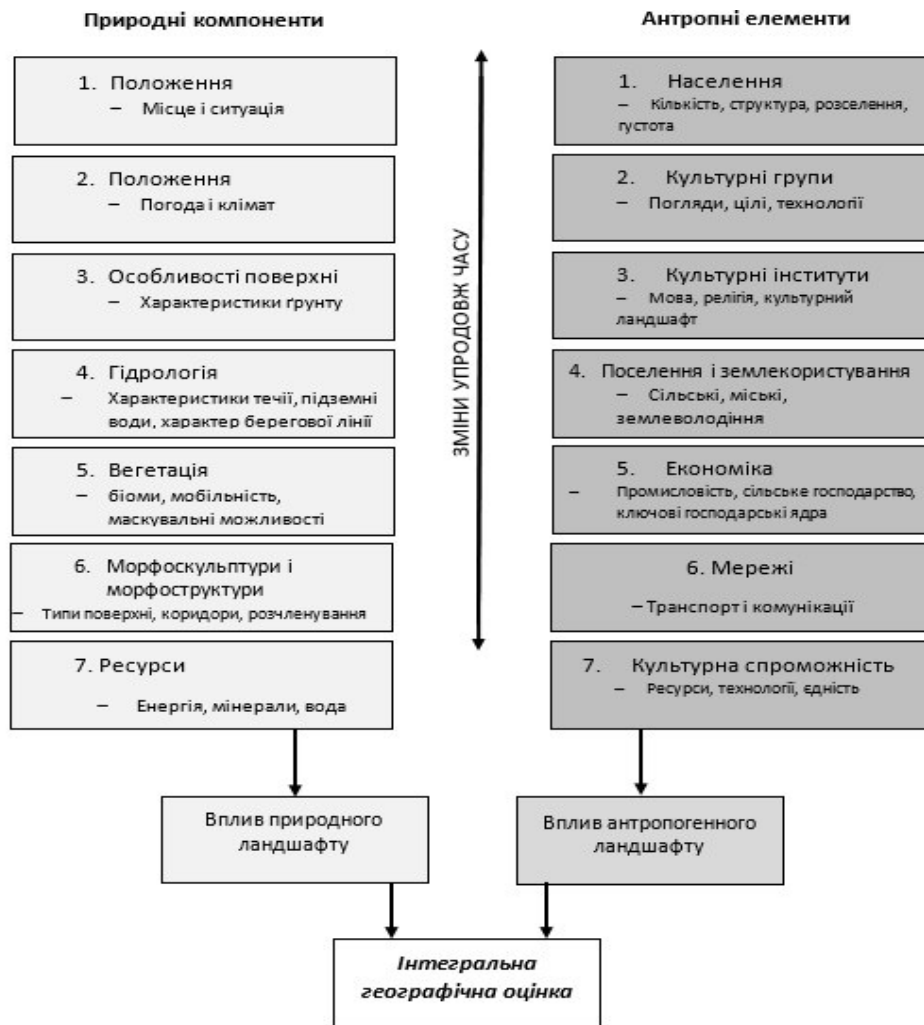 Природні компоненти
1. Положення
– Місце і ситуація
2. Положення
– Погода і клімат
3. Особливості поверхні
– Характеристики ґрунту
4. Гідрологія
– Характеристики течії, підземні
води, характер берегової лінії
5. Вегетація
– біоми, мобільність,
маскувальні можливості
6. Морфоскульптури і
морфоструктури
– Типи поверхні, коридори, розчленування
7. Ресурси
– Енергія, мінерали, вода
ЗМІНИ УПРОДОВЖ ЧАСУ
Антропні елементи
1. Населення
– Кількість, структура, розселення,
густота
2. Культурні групи
– Погляди, цілі, технології
3. Культурні інститути
– Мова, релігія, культурний
ландшафт
4. Поселення і землекористування
– Сільські, міські,
землеволодіння
5. Економіка
– Промисловість, сільське господарство,
ключові господарські ядра
6. Мережі
– Транспорт і комунікації
7. Культурна спроможність
– Ресурси, технології, єдність
Вплив природного
ландшафту
Вплив антропогенного
ландшафту
Інтегральна
географічна оцінка